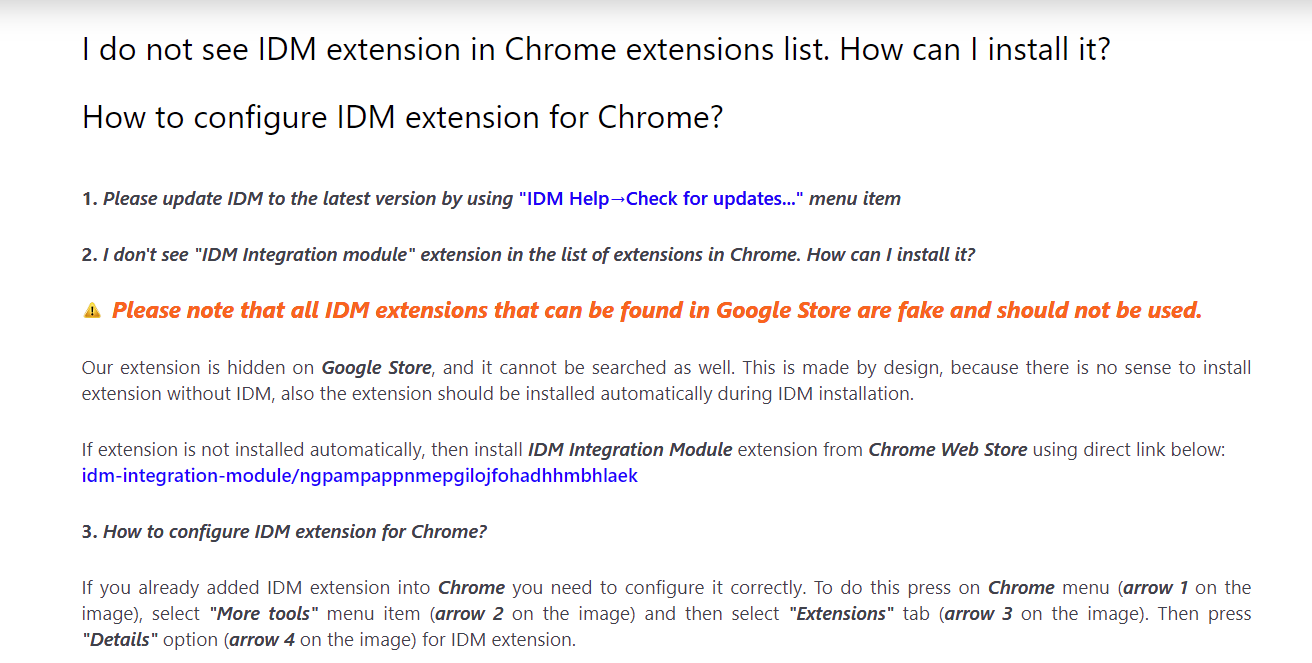 I do not see IDM extension in Chrome extensions list. How can I install it?
How to configure IDM extension for Chrome?
1. Please update IDM to the latest version by using "IDM Help→Check for updates..." menu item
2. I don't see "IDM Integration module" extension in the list of extensions in Chrome. How can I install it?
⚠ Please note that all IDM extensions that can be found in Google Store are fake and should not be used.
Our extension is hidden on Google Store, and it cannot be searched as well. This is made by design, because there is no sense to install
extension without IDM, also the extension should be installed automatically during IDM installation.
If extension is not installed automatically, then install IDM Integration Module extension from Chrome Web Store using direct link below:
idm-integration-module/ngpampappnmepgilojfohadhhmbhlaek
3. How to configure IDM extension for Chrome?
If you already added IDM extension into Chrome you need to configure it correctly. To do this press on Chrome menu (arrow 1 on the
image), select "More tools" menu item (arrow 2 on the image) and then select "Extensions" tab (arrow 3 on the image). Then press
"Details" option (arrow 4 on the image) for IDM extension.